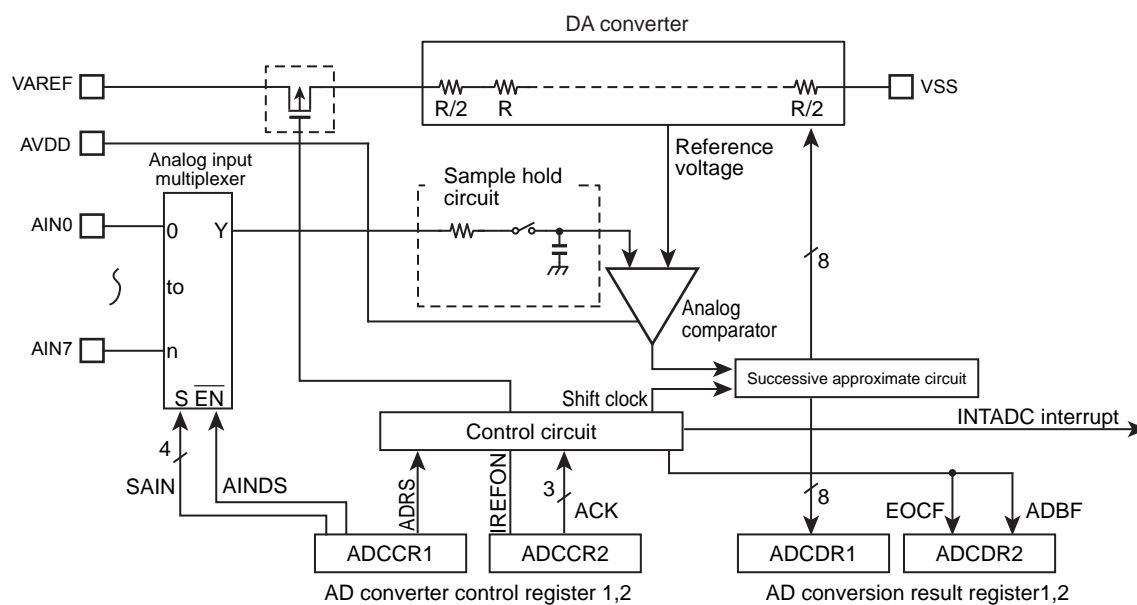 DA converter
VAREF
R/2
R
R/2
VSS
AVDD
Analog input
multiplexer
Sample hold
circuit
Reference
voltage
AIN0
0
Y
8
to
Analog
comparator
AIN7
n
S
EN
Successive approximate circuit
Shift clock
Control circuit
INTADC interrupt
4
SAIN
AINDS
ADRS
IREFON
3
ACK
8
EOCF
ADBF
ADCCR1
ADCCR2
ADCDR1
ADCDR2
AD converter control register 1,2
AD conversion result register1,2